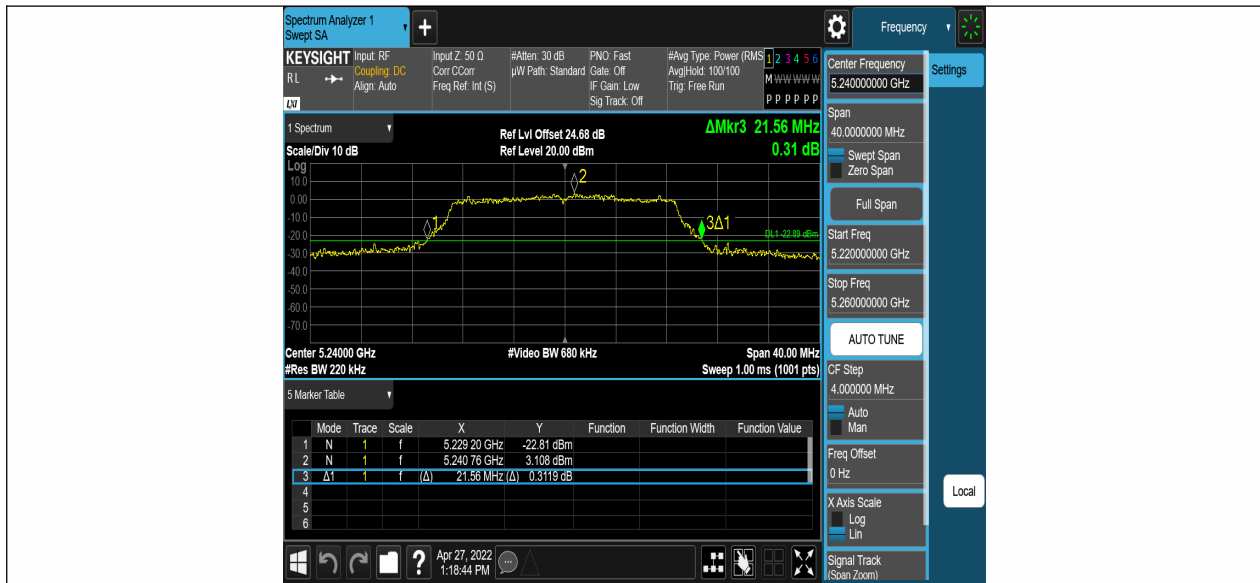 Spectrum Analyzer 1
Swept SA
+
Frequency
KEYSIGHT
RL
LXI
Input: RF
Coupling: DC
Align: Auto
Input Z: 50 Ω
Corr CCorr
Freq Ref: Int (S)
#Atten: 30 dB
µW Path: Standard
PNO: Fast
Gate: Off
IF Gain: Low
Sig Track: Off
#Avg Type: Power (RMS
Avg|Hold: 100/100
Trig: Free Run
1 2 3 4 5 6
M W W W W W
P P P P P P
1 Spectrum
Scale/Div 10 dB
Ref Lvl Offset 24.68 dB
Ref Level 20.00 dBm
ΔMkr3 21.56 MHz
0.31 dB
Log
10.0
0.00
-10.0
-20.0
-30.0
-40.0
-50.0
-60.0
-70.0
1
2
3Δ1
DL1 -22.89 dBm
Center 5.24000 GHz
#Res BW 220 kHz
#Video BW 680 kHz
Span 40.00 MHz
Sweep 1.00 ms (1001 pts)
5 Marker Table
Mode Trace Scale X Y Function Function Width Function Value
1 N 1 f 5.229 20 GHz -22.81 dBm
2 N 1 f 5.240 76 GHz 3.108 dBm
3 Δ1 1 f (Δ) 21.56 MHz (Δ) 0.3119 dB
4
5
6
?
Apr 27, 2022
1:18:44 PM
Center Frequency
5.240000000 GHz
Span
40.0000000 MHz
Swept Span
Zero Span
Full Span
Start Freq
5.220000000 GHz
Stop Freq
5.260000000 GHz
AUTO TUNE
CF Step
4.000000 MHz
Auto
Man
Freq Offset
0 Hz
X Axis Scale
Log
Lin
Signal Track
(Span Zoom)
Settings
Local